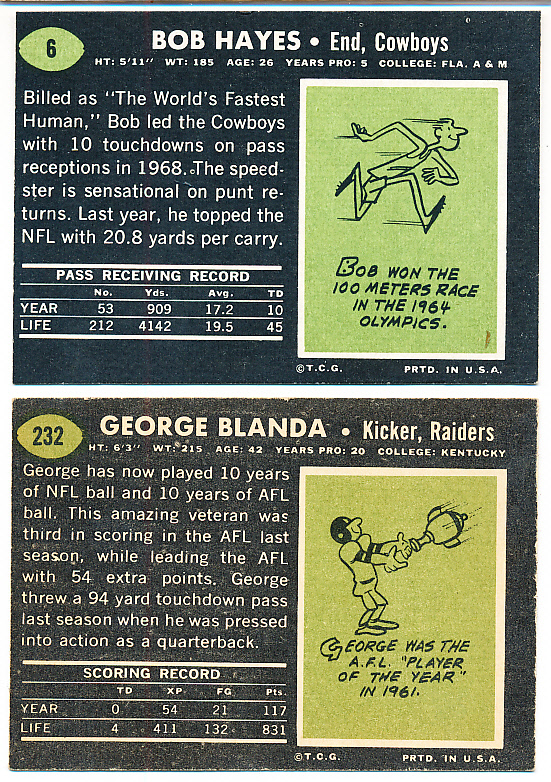 6
BOB HAYES • End, Cowboys
HT: 5'11" WT: 185 AGE: 26 YEARS PRO: 5 COLLEGE: FLA. A & M
Billed as "The World's Fastest
Human," Bob led the Cowboys
with 10 touchdowns on pass
receptions in 1968. The speed-
ster is sensational on punt re-
turns. Last year, he topped the
NFL with 20.8 yards per carry.
PASS RECEIVING RECORD
No. Yds. Avg. TD
YEAR 53 909 17.2 10
LIFE 212 4142 19.5 45
BOB WON THE
100 METERS RACE
IN THE 1964
OLYMPICS.
©T.C.G. PRTD. IN U.S.A.
232
GEORGE BLANDA • Kicker, Raiders
HT: 6'3" WT: 215 AGE: 42 YEARS PRO: 20 COLLEGE: KENTUCKY
George has now played 10 years
of NFL ball and 10 years of AFL
ball. This amazing veteran was
third in scoring in the AFL last
season, while leading the AFL
with 54 extra points. George
threw a 94 yard touchdown pass
last season when he was pressed
into action as a quarterback.
SCORING RECORD
TD XP FG Pts.
YEAR 0 54 21 117
LIFE 4 411 132 831
GEORGE WAS THE
A.F.L. "PLAYER
OF THE YEAR"
IN 1961.
©T.C.G. PRTD. IN U.S.A.